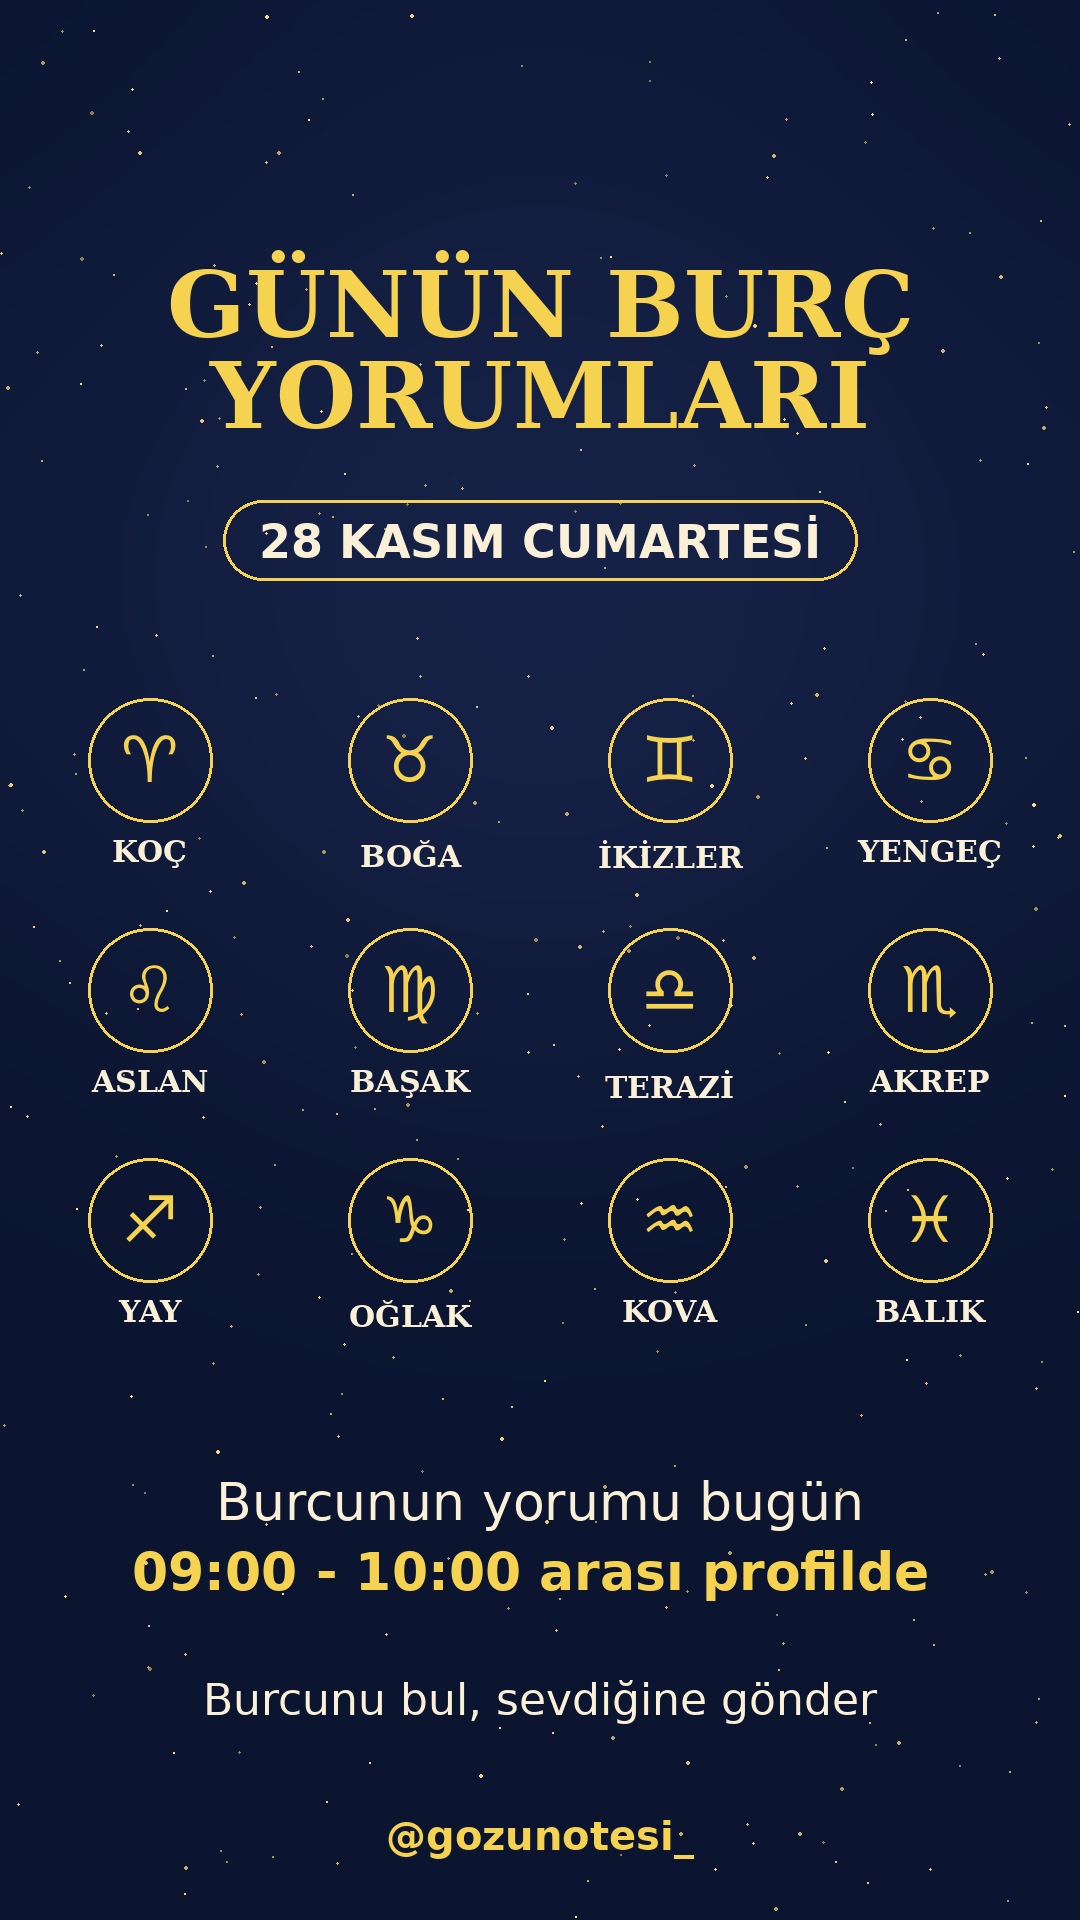 GÜNÜN BURÇ
YORUMLARI
28 KASIM CUMARTESİ
♈ ♉ ♊ ♋
KOÇ BOĞA İKİZLER YENGEÇ
♌ ♍ ♎ ♏
ASLAN BAŞAK TERAZİ AKREP
♐ ♑ ♒ ♓
YAY OĞLAK KOVA BALIK
Burcunun yorumu bugün
09:00 - 10:00 arası profilde
Burcunu bul, sevdiğine gönder
@gozunotesi_